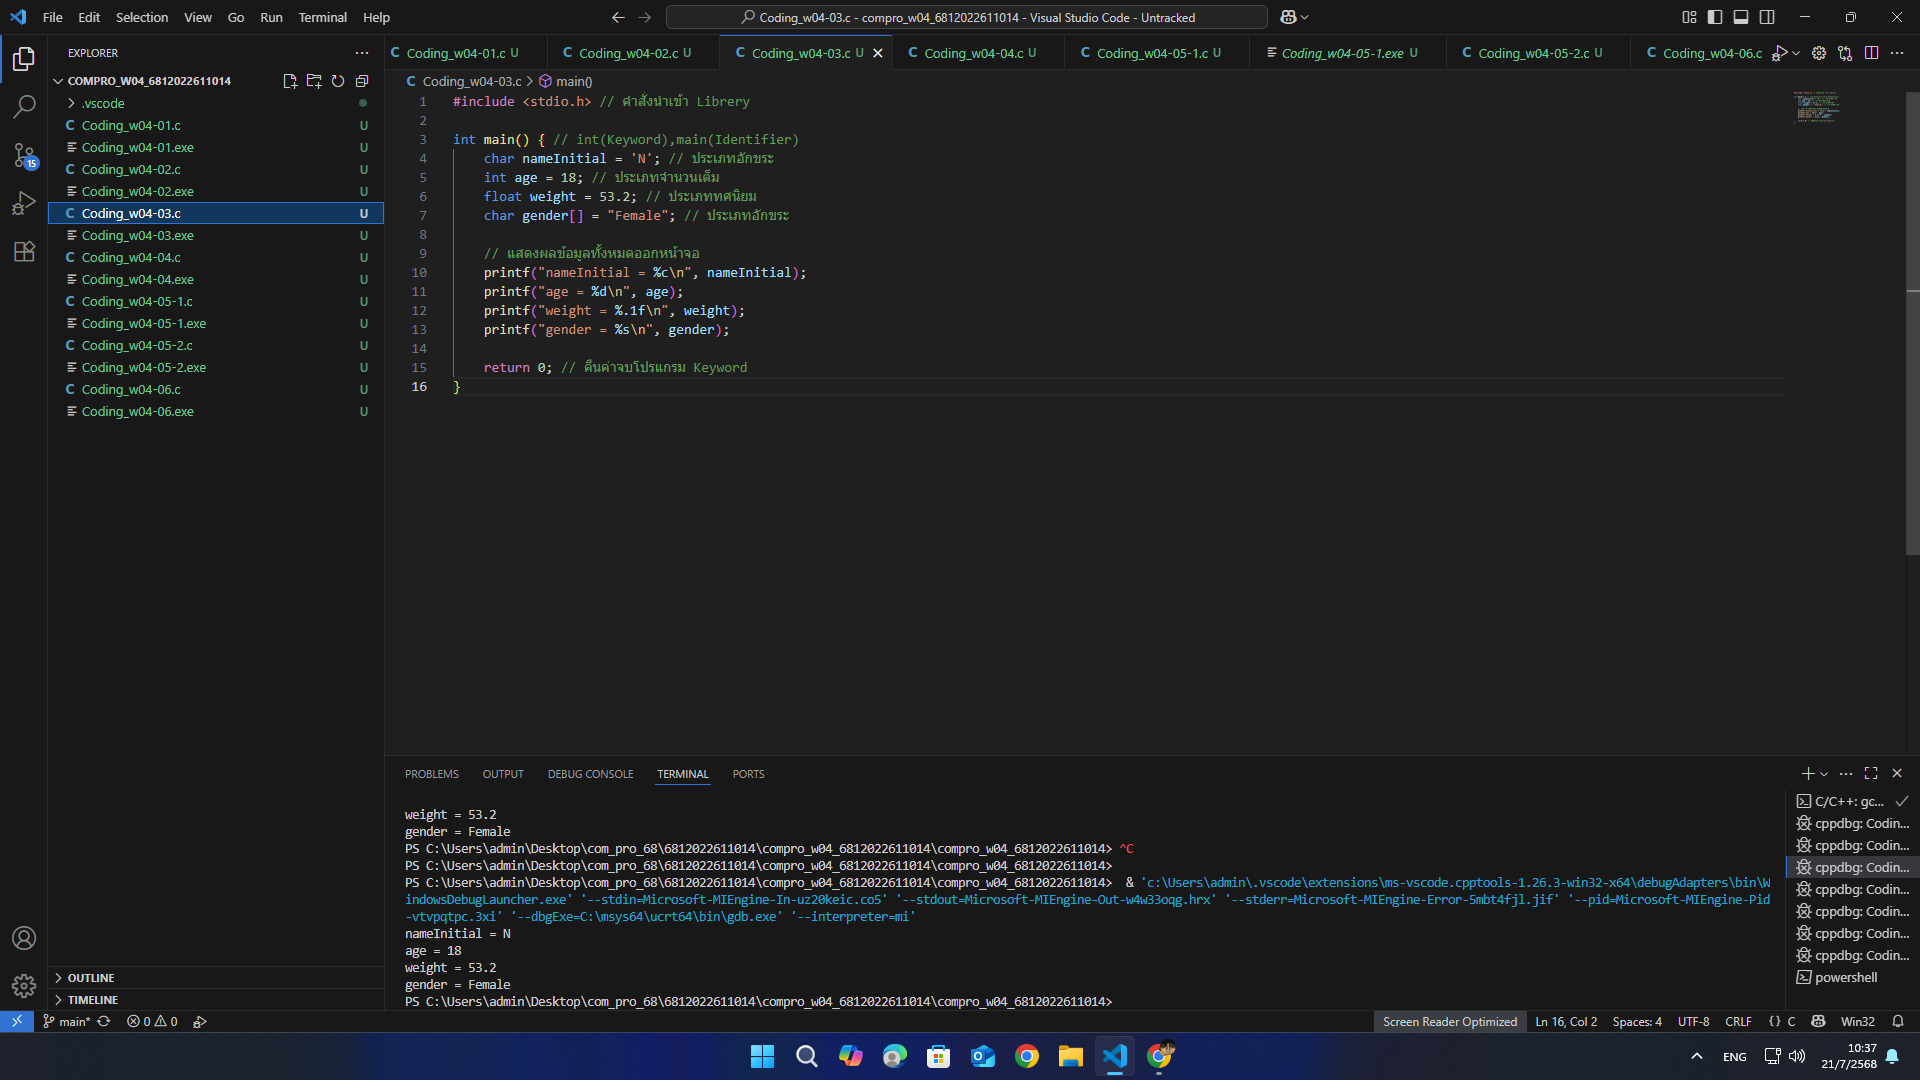 File Edit Selection View Go Run Terminal Help
Coding_w04-03.c - compro_w04_6812022611014 - Visual Studio Code - Untracked
EXPLORER
COMPRO_W04_6812022611014
.vscode
Coding_w04-01.c U
Coding_w04-01.exe U
Coding_w04-02.c U
Coding_w04-02.exe U
Coding_w04-03.c U
Coding_w04-03.exe U
Coding_w04-04.c U
Coding_w04-04.exe U
Coding_w04-05-1.c U
Coding_w04-05-1.exe U
Coding_w04-05-2.c U
Coding_w04-05-2.exe U
Coding_w04-06.c U
Coding_w04-06.exe U
OUTLINE
TIMELINE
15
Coding_w04-01.c U Coding_w04-02.c U Coding_w04-03.c U Coding_w04-04.c U Coding_w04-05-1.c U Coding_w04-05-1.exe U Coding_w04-05-2.c U Coding_w04-06.c
Coding_w04-03.c > main()
1 #include <stdio.h> // คำสั่งนำเข้า Librery
2
3 int main() { // int(Keyword),main(Identifier)
4 char nameInitial = 'N'; // ประเภทอักขระ
5 int age = 18; // ประเภทจำนวนเต็ม
6 float weight = 53.2; // ประเภททศนิยม
7 char gender[] = "Female"; // ประเภทอักขระ
8
9 // แสดงผลข้อมูลทั้งหมดออกหน้าจอ
10 printf("nameInitial = %c\n", nameInitial);
11 printf("age = %d\n", age);
12 printf("weight = %.1f\n", weight);
13 printf("gender = %s\n", gender);
14
15 return 0; // คืนค่าจบโปรแกรม Keyword
16 }
PROBLEMS OUTPUT DEBUG CONSOLE TERMINAL PORTS
weight = 53.2
gender = Female
PS C:\Users\admin\Desktop\com_pro_68\6812022611014\compro_w04_6812022611014\compro_w04_6812022611014> ^C
PS C:\Users\admin\Desktop\com_pro_68\6812022611014\compro_w04_6812022611014\compro_w04_6812022611014>
PS C:\Users\admin\Desktop\com_pro_68\6812022611014\compro_w04_6812022611014\compro_w04_6812022611014> & 'c:\Users\admin\.vscode\extensions\ms-vscode.cpptools-1.26.3-win32-x64\debugAdapters\bin\W
indowsDebugLauncher.exe' '--stdin=Microsoft-MIEngine-In-uz20keic.co5' '--stdout=Microsoft-MIEngine-Out-w4w33oqg.hrx' '--stderr=Microsoft-MIEngine-Error-5mbt4fjl.jif' '--pid=Microsoft-MIEngine-Pid
-vtvpqtpc.3xi' '--dbgExe=C:\msys64\ucrt64\bin\gdb.exe' '--interpreter=mi'
nameInitial = N
age = 18
weight = 53.2
gender = Female
PS C:\Users\admin\Desktop\com_pro_68\6812022611014\compro_w04_6812022611014\compro_w04_6812022611014>
C/C++: gc...
cppdbg: Codin...
cppdbg: Codin...
cppdbg: Codin...
cppdbg: Codin...
cppdbg: Codin...
cppdbg: Codin...
cppdbg: Codin...
powershell
main* 0 0
Screen Reader Optimized Ln 16, Col 2 Spaces: 4 UTF-8 CRLF {} C Win32
ENG
10:37
21/7/2568